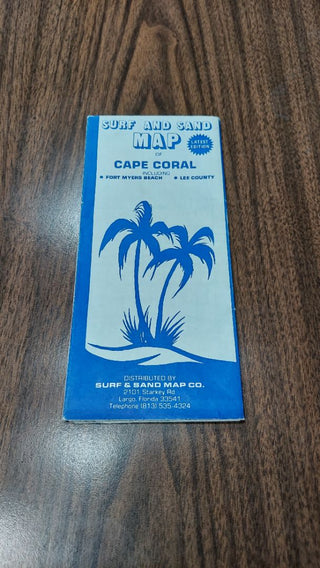 SURF AND SAND
MAP
LATEST
EDITION
OF
CAPE CORAL
INCLUDING
• FORT MYERS BEACH • LEE COUNTY
DISTRIBUTED BY
SURF & SAND MAP CO.
2101 Starkey Rd
Largo, Florida 33541
Telephone (813) 535-4324